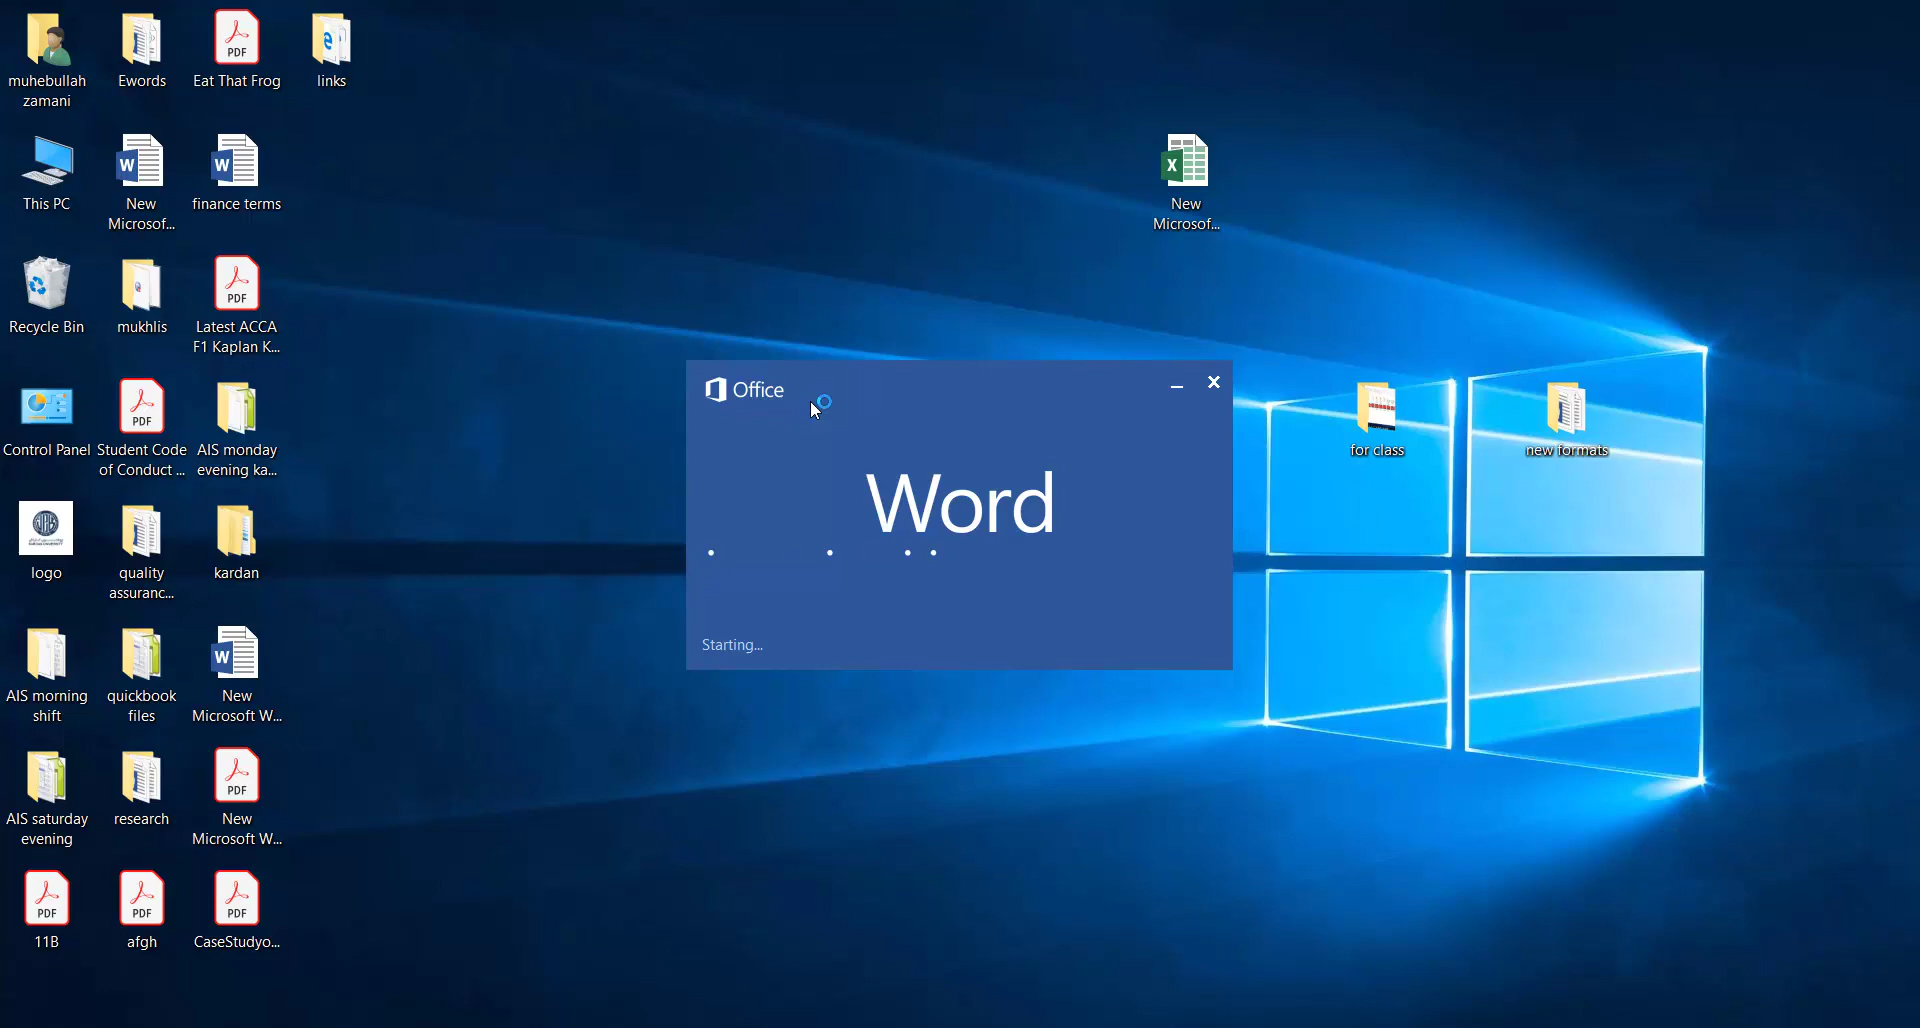 muhebullah
zamani
Ewords
Eat That Frog
links
This PC
New
Microsof...
finance terms
New
Microsof...
Recycle Bin
mukhlis
Latest ACCA
F1 Kaplan K...
Control Panel
Student Code
of Conduct ...
AIS monday
evening ka...
for class
new formats
logo
quality
assuranc...
kardan
AIS morning
shift
quickbook
files
New
Microsoft W...
AIS saturday
evening
research
New
Microsoft W...
11B
afgh
CaseStudyo...
PDF
PDF
PDF
PDF
PDF
PDF
PDF
W
W
W
X
e
Office
Word
Starting...